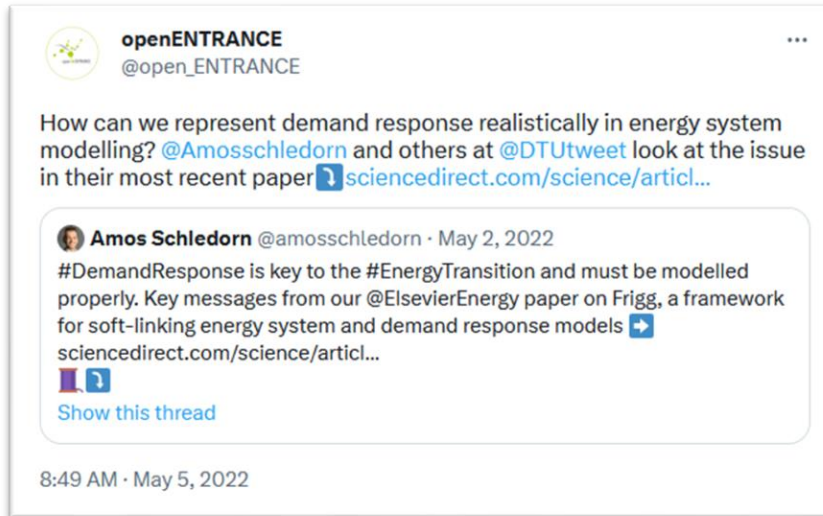 openENTRANCE
@open_ENTRANCE
How can we represent demand response realistically in energy system
modelling? @Amosschledorn and others at @DTUtweet look at the issue
in their most recent paper⤵️sciencedirect.com/science/articl...
Amos Schledorn @amosschledorn · May 2, 2022
#DemandResponse is key to the #EnergyTransition and must be modelled
properly. Key messages from our @ElsevierEnergy paper on Frigg, a framework
for soft-linking energy system and demand response models ➡️
sciencedirect.com/science/articl...
🧵⤵️
Show this thread
8:49 AM · May 5, 2022